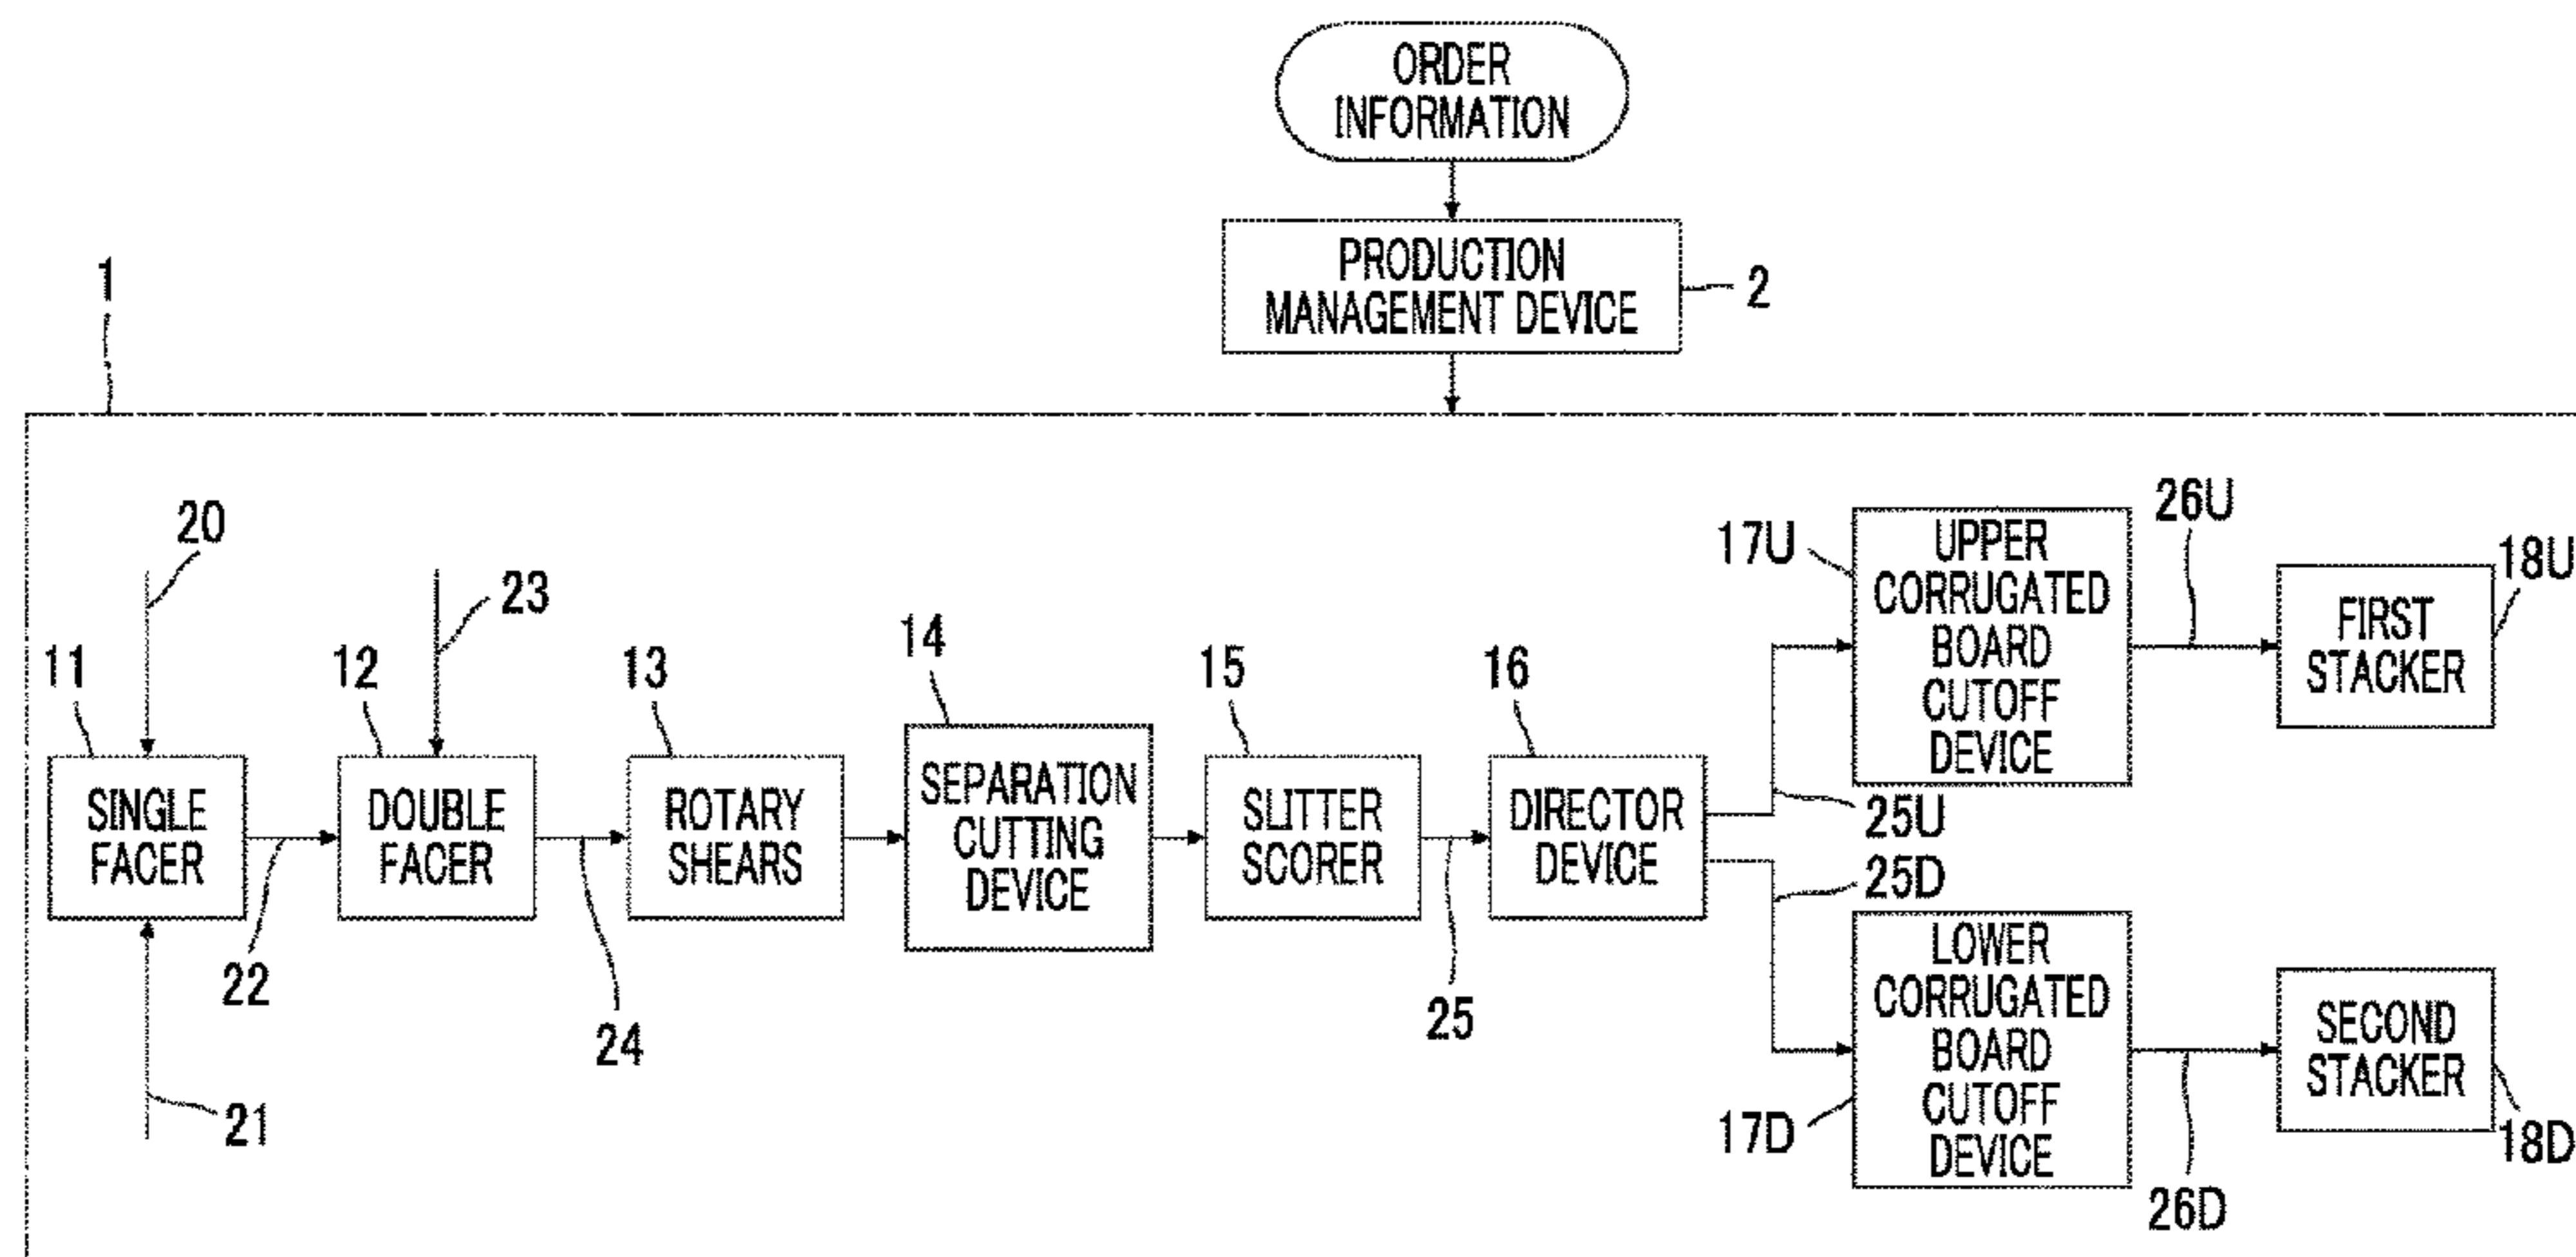 ORDER
INFORMATION
PRODUCTION
MANAGEMENT DEVICE
2
1
20
23
11
12
13
14
15
16
17U
26U
18U
SINGLE
FACER
DOUBLE
FACER
ROTARY
SHEARS
SEPARATION
CUTTING
DEVICE
SLITTER
SCORER
DIRECTOR
DEVICE
UPPER
CORRUGATED
BOARD
CUTOFF
DEVICE
FIRST
STACKER
22
24
25
25U
25D
21
LOWER
CORRUGATED
BOARD
CUTOFF
DEVICE
17D
26D
SECOND
STACKER
18D